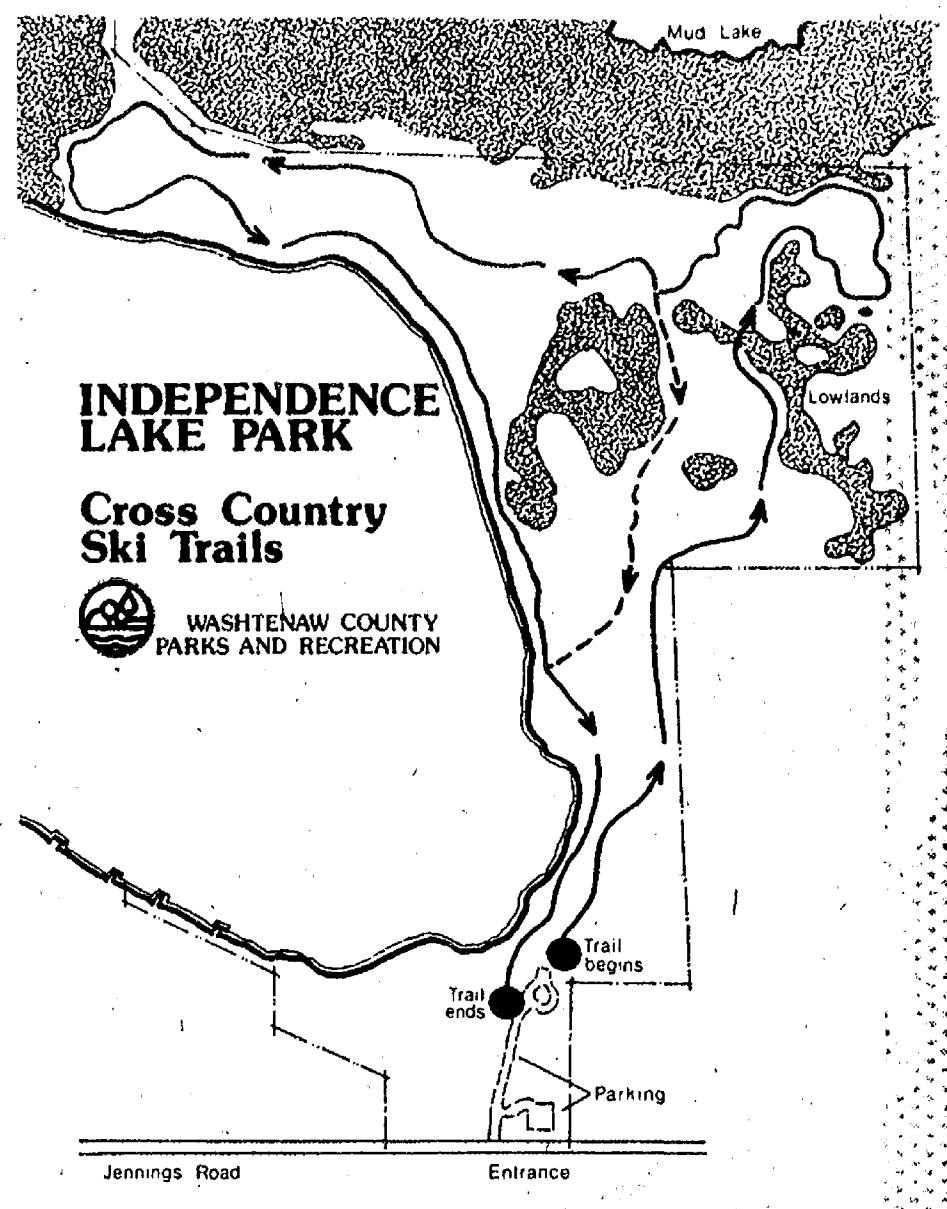 Mud Lake
INDEPENDENCE
LAKE PARK
Lowlands
Cross Country
Ski Trails
WASHTENAW COUNTY
PARKS AND RECREATION
Trail
begins
Trail
ends
Parking
Jennings Road
Entrance